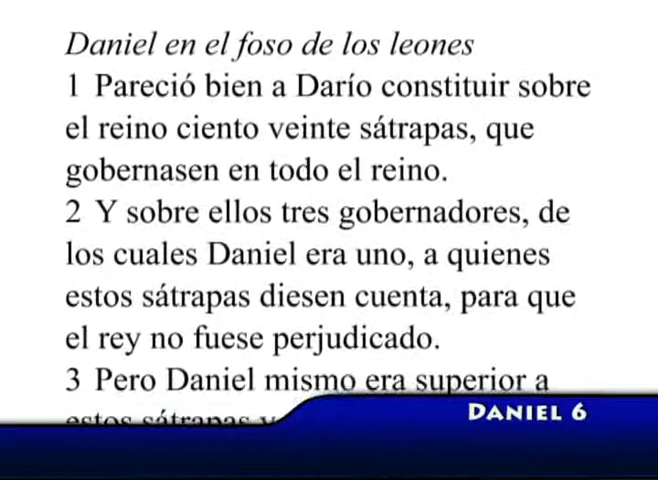 Daniel en el foso de los leones
1 Pareció bien a Darío constituir sobre
el reino ciento veinte sátrapas, que
gobernasen en todo el reino.
2 Y sobre ellos tres gobernadores, de
los cuales Daniel era uno, a quienes
estos sátrapas diesen cuenta, para que
el rey no fuese perjudicado.
3 Pero Daniel mismo era superior a
estos sátrapas y
DANIEL 6